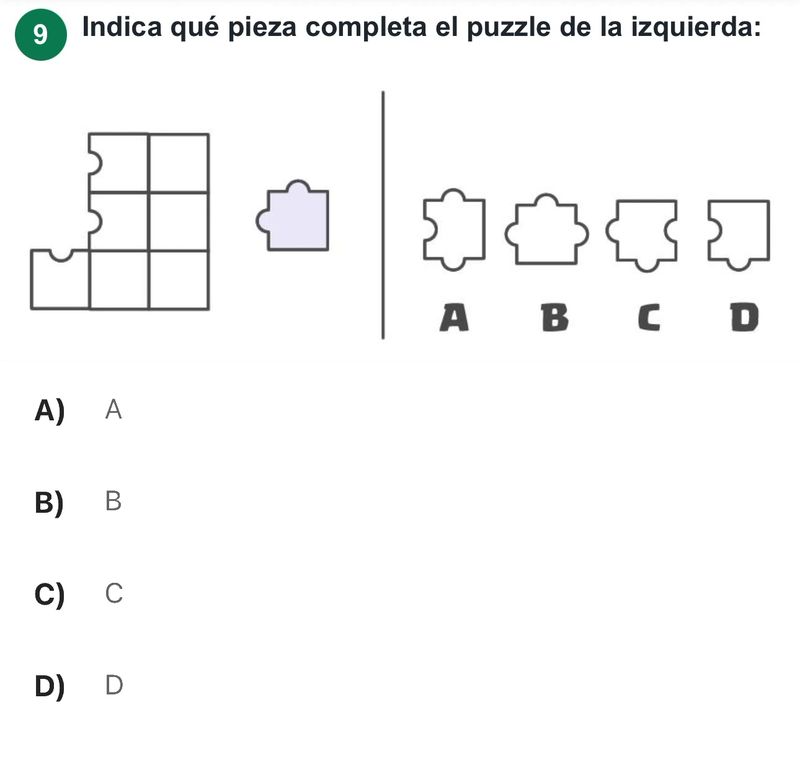 9 Indica qué pieza completa el puzzle de la izquierda:
A B C D
A) A
B) B
C) C
D) D